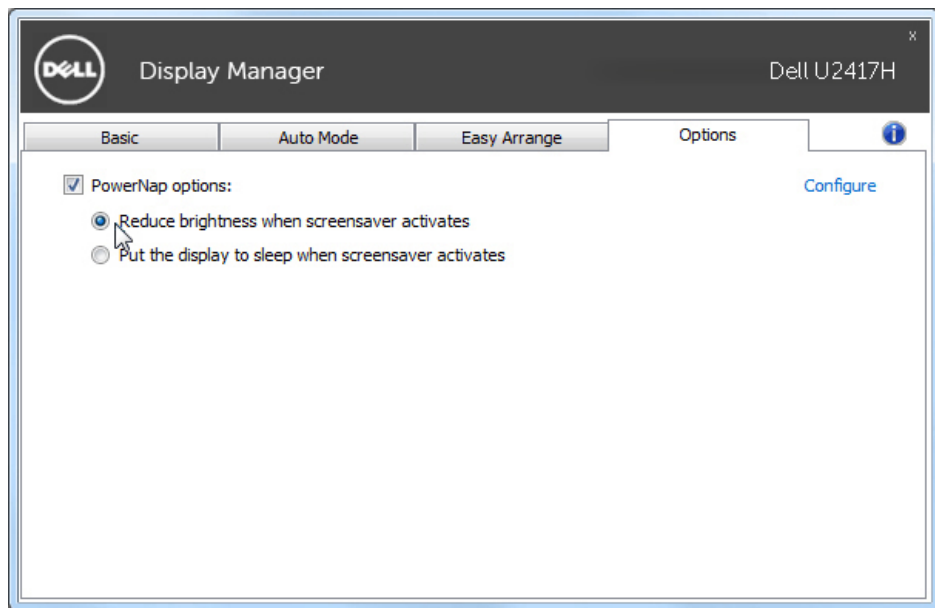 x
DELL
Display Manager
Dell U2417H
Basic
Auto Mode
Easy Arrange
Options
i
PowerNap options:
Configure
Reduce brightness when screensaver activates
Put the display to sleep when screensaver activates